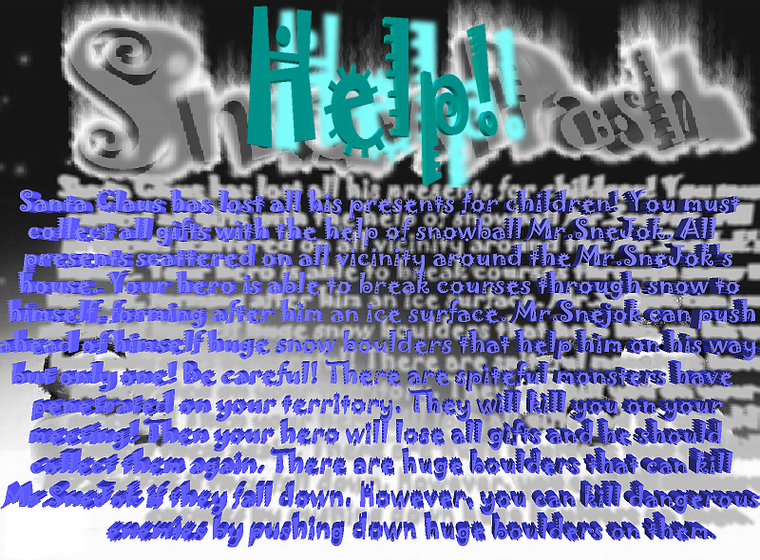 Help!
Santa Claus has lost all his presents for children! You must
collect all gifts with the help of snowball Mr.SneJok. All
presents scattered on all vicinity around the Mr.SneJok's
house. Your hero is able to break courses through snow to
himself, forming after him an ice surface. Mr.Snejok can push
ahead of himself huge snow boulders that help him on his way
but only one! Be careful! There are spiteful monsters have
penetrated on your territory. They will kill you on your
meeting! Then your hero will lose all gifts and he should
collect them again. There are huge boulders that can kill
Mr.SneJok if they fall down. However, you can kill dangerous
enemies by pushing down huge boulders on them.